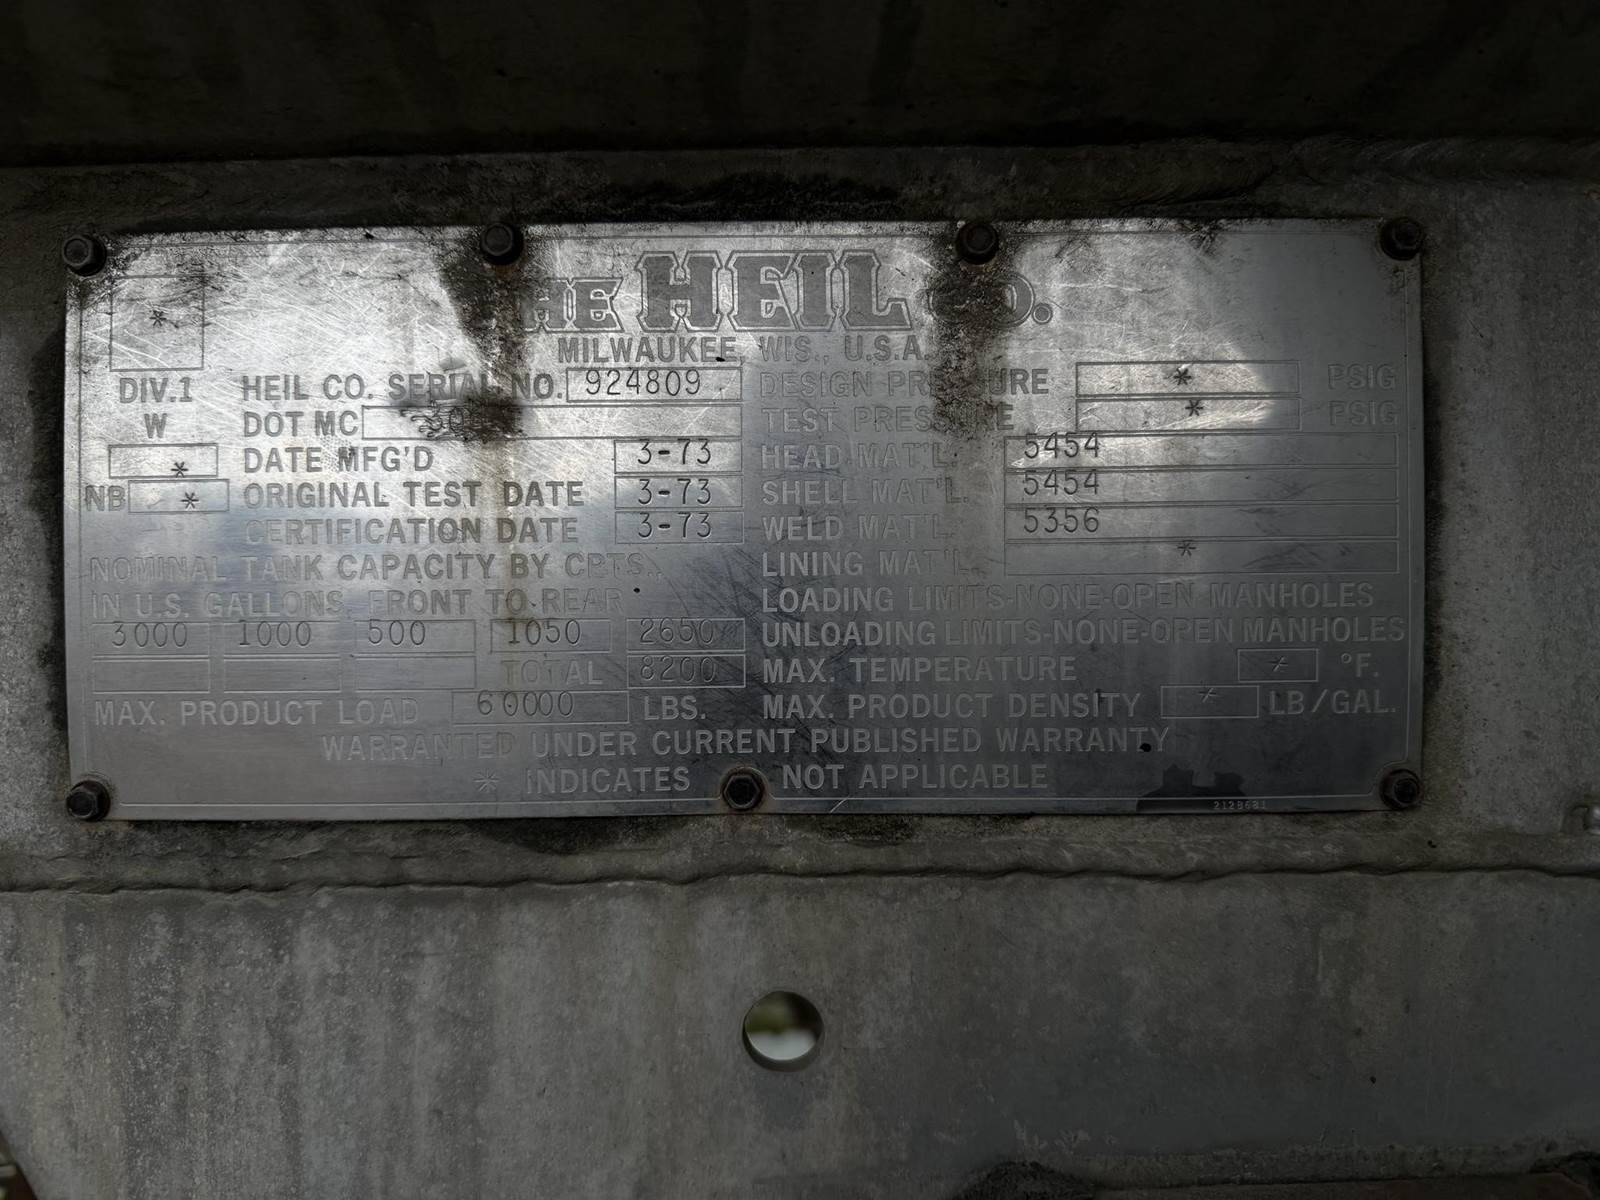 THE HEIL CO.
MILWAUKEE, WIS., U.S.A.
*
DIV.1
W
*
NB *
HEIL CO. SERIAL NO. 924809
DOT MC
DATE MFG'D 3-73
ORIGINAL TEST DATE 3-73
CERTIFICATION DATE 3-73
NOMINAL TANK CAPACITY BY CPTS.,
IN U.S. GALLONS, FRONT TO REAR
3000 1000 500 1050 2650
TOTAL 8200
MAX. PRODUCT LOAD 60000 LBS.
DESIGN PRESSURE * PSIG
TEST PRESSURE * PSIG
HEAD MAT'L. 5454
SHELL MAT'L. 5454
WELD MAT'L. 5356
LINING MAT'L. *
LOADING LIMITS-NONE-OPEN MANHOLES
UNLOADING LIMITS-NONE-OPEN MANHOLES
MAX. TEMPERATURE * °F.
MAX. PRODUCT DENSITY * LB/GAL.
WARRANTED UNDER CURRENT PUBLISHED WARRANTY
* INDICATES NOT APPLICABLE